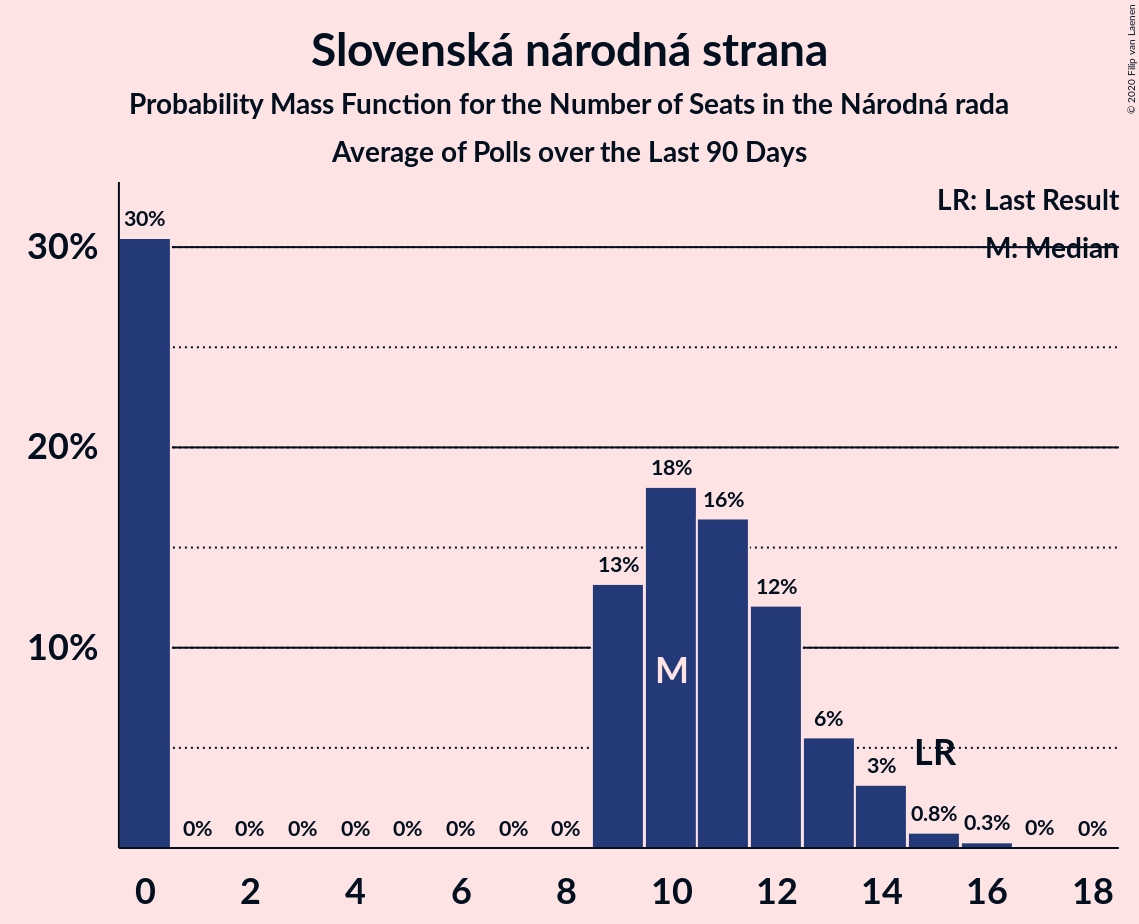 Slovenská národná strana
Probability Mass Function for the Number of Seats in the Národná rada
Average of Polls over the Last 90 Days
© 2020 Filip van Laenen
LR: Last Result
M: Median
30%
20%
10%
30%
0%
0%
0%
0%
0%
0%
0%
0%
13%
18%
16%
12%
6%
3%
0.8%
0.3%
0%
0%
M
LR
0 2 4 6 8 10 12 14 16 18